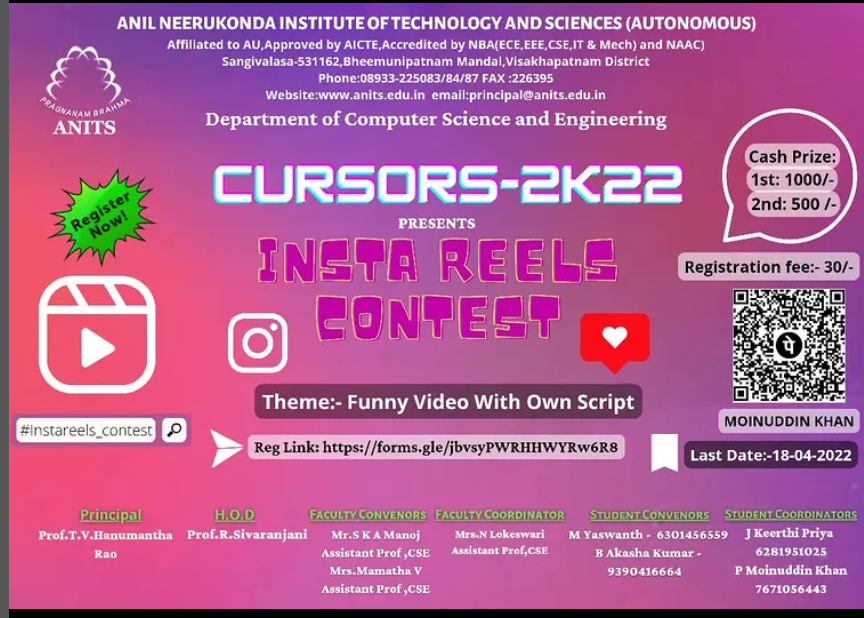 ANIL NEERUKONDA INSTITUTE OF TECHNOLOGY AND SCIENCES (AUTONOMOUS)
Affiliated to AU,Approved by AICTE,Accredited by NBA(ECE,EEE,CSE,IT & Mech) and NAAC)
Sangivalasa-531162,Bheemunipatnam Mandal,Visakhapatnam District
Phone:08933-225083/84/87 FAX :226395
Website:www.anits.edu.in email:principal@anits.edu.in
PRAGNANAM BRAHMA
ANITS
Department of Computer Science and Engineering
Register
Now!
CURSORS-2K22
PRESENTS
INSTA REELS
CONTEST
Cash Prize:
1st: 1000/-
2nd: 500 /-
Registration fee:- 30/-
पे
MOINUDDIN KHAN
Theme:- Funny Video With Own Script
#instareels_contest
Reg Link: https://forms.gle/jbvsyPWRHHWYRw6R8
Last Date:-18-04-2022
Principal
Prof.T.V.Hanumantha
Rao
H.O.D
Prof.R.Sivaranjani
FACULTY CONVENORS
Mr.S K A Manoj
Assistant Prof ,CSE
Mrs.Mamatha V
Assistant Prof ,CSE
FACULTY COORDINATOR
Mrs.N Lokeswari
Assistant Prof,CSE
STUDENT CONVENORS
M Yaswanth - 6301456559
B Akasha Kumar -
9390416664
STUDENT COORDINATORS
J Keerthi Priya
6281951025
P Moinuddin Khan
7671056443